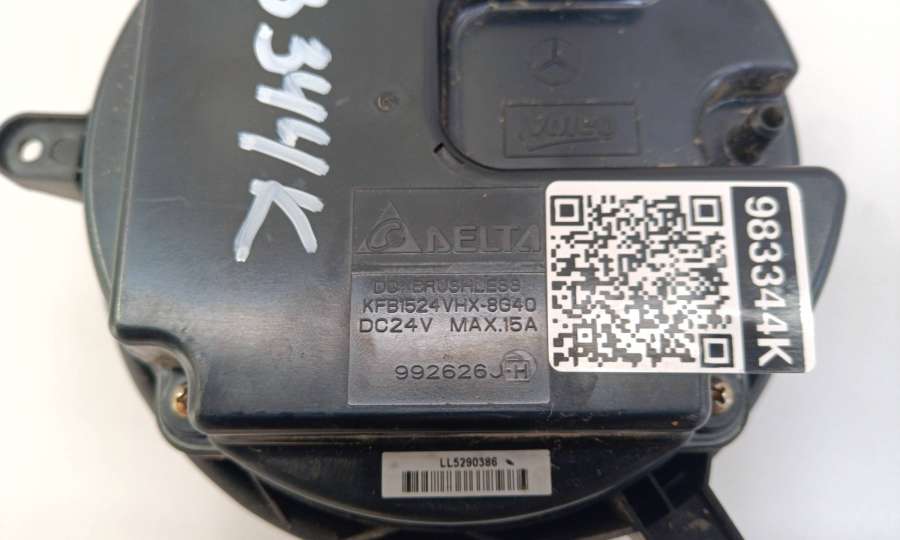 3344K
Valeo
DELTA
DC BRUSHLESS
KFB1524VHX-8G40
DC24V MAX.15A
992626J-H
983344K
LL5290386